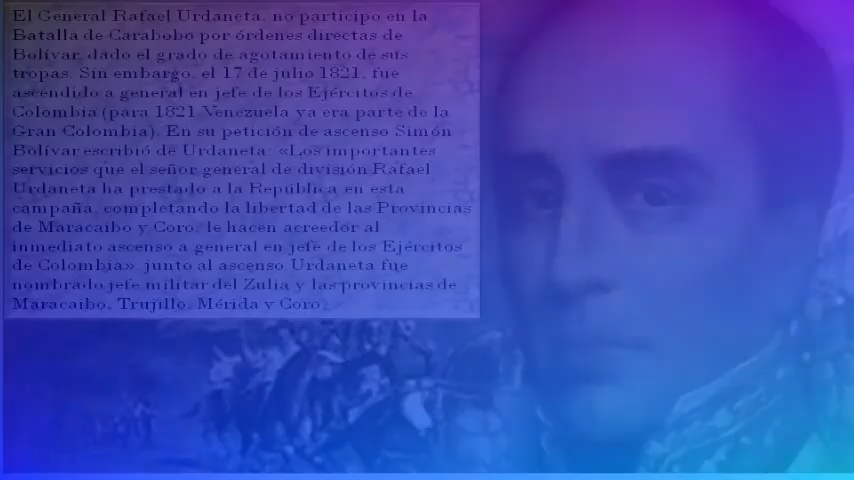 El General Rafael Urdaneta, no participo en la
Batalla de Carabobo por órdenes directas de
Bolívar, dado el grado de agotamiento de sus
tropas. Sin embargo, el 17 de julio 1821, fue
ascendido a general en jefe de los Ejércitos de
Colombia (para 1821 Venezuela ya era parte de la
Gran Colombia). En su petición de ascenso Simón
Bolívar escribió de Urdaneta: «Los importantes
servicios que el señor general de división Rafael
Urdaneta ha prestado a la República en esta
campaña, completando la libertad de las Provincias
de Maracaibo y Coro, le hacen acreedor al
inmediato ascenso a general en jefe de los Ejércitos
de Colombia», junto al ascenso Urdaneta fue
nombrado jefe militar del Zulia y las provincias de
Maracaibo, Trujillo, Mérida y Coro.